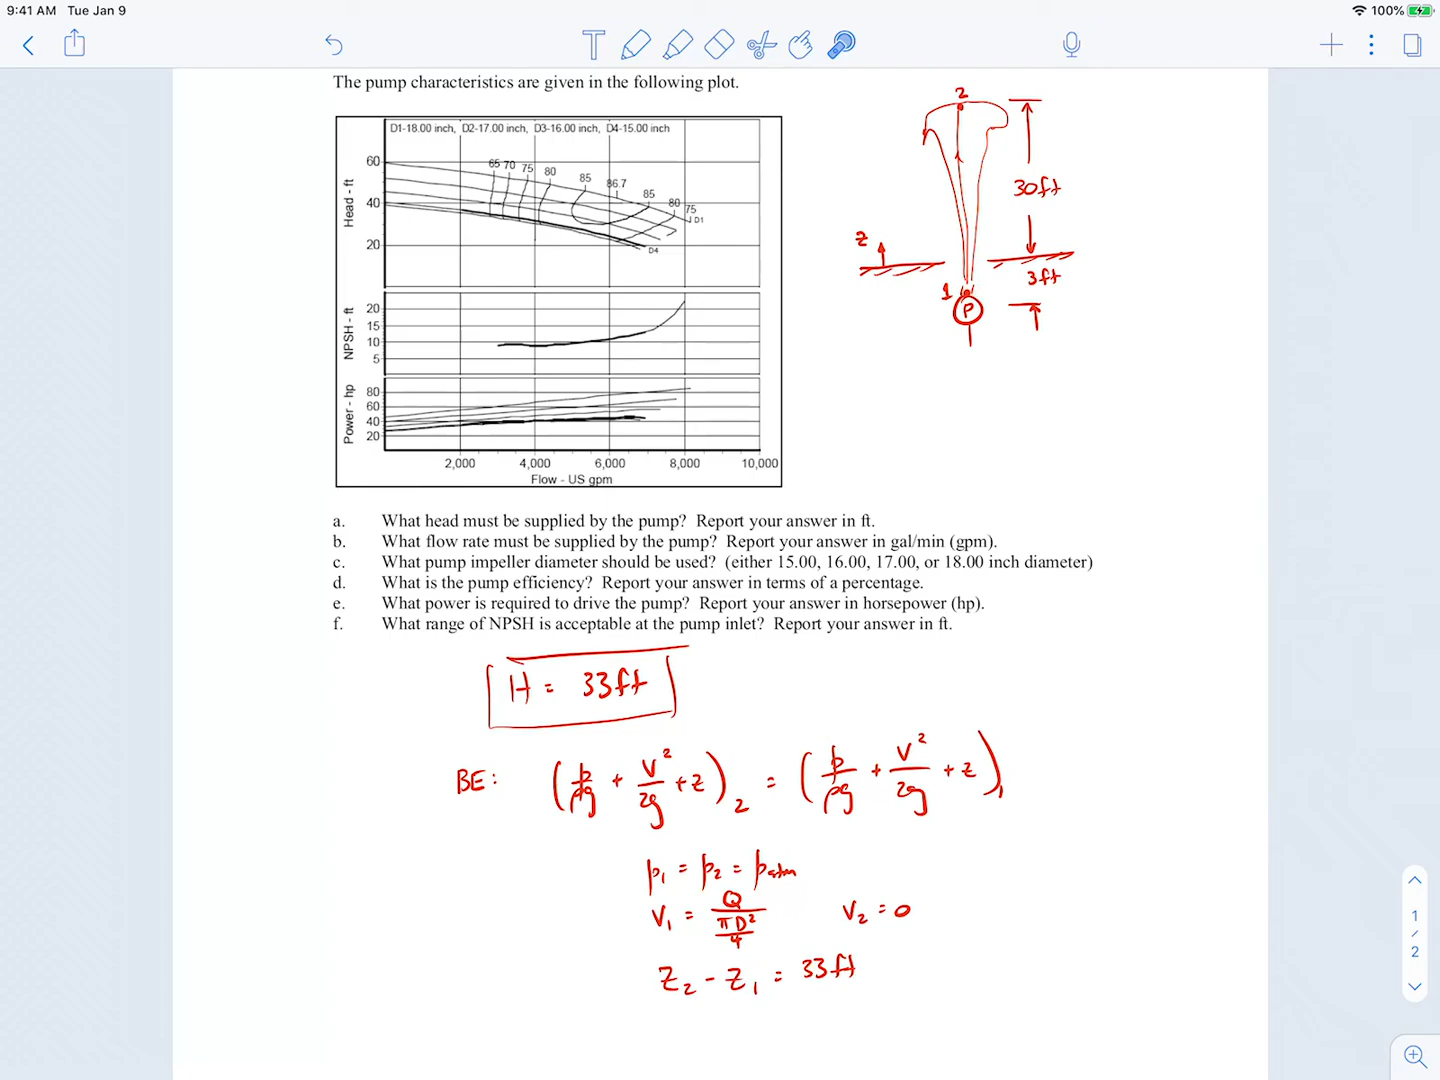 9:41 AM Tue Jan 9
100%
The pump characteristics are given in the following plot.
D1-18.00 inch, D2-17.00 inch, D3-16.00 inch, D4-15.00 inch
Head - ft
60
40
20
65 70 75 80 85 86.7 85 80 75
D1
D4
NPSH - ft
20
15
10
5
Power - hp
80
60
40
20
2,000 4,000 6,000 8,000 10,000
Flow - US gpm
2
30ft
z
3ft
1
P
a. What head must be supplied by the pump? Report your answer in ft.
b. What flow rate must be supplied by the pump? Report your answer in gal/min (gpm).
c. What pump impeller diameter should be used? (either 15.00, 16.00, 17.00, or 18.00 inch diameter)
d. What is the pump efficiency? Report your answer in terms of a percentage.
e. What power is required to drive the pump? Report your answer in horsepower (hp).
f. What range of NPSH is acceptable at the pump inlet? Report your answer in ft.
H = 33ft
BE: (p/ρg + V²/2g + z)₂ = (p/ρg + V²/2g + z)₁
p₁ = p₂ = patm
V₁ = Q/(πD²/4) V₂ = 0
z₂ - z₁ = 33ft
1
/
2